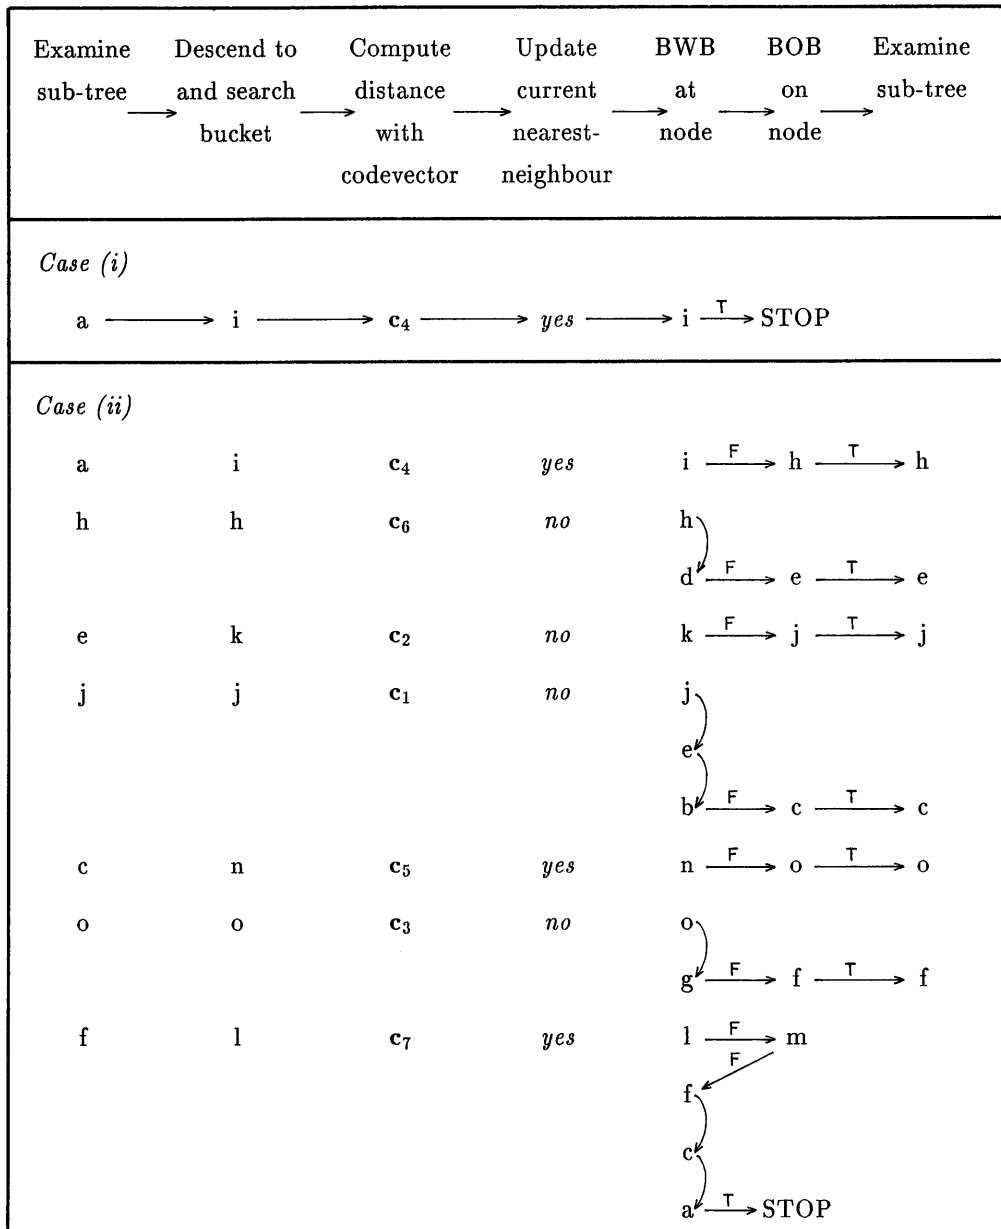 Examine Descend to Compute Update BWB BOB Examine
sub-tree and search distance current at on sub-tree
bucket with nearest- node node
codevector neighbour
Case (i)
a i c4 yes i T STOP
Case (ii)
a i c4 yes i F h T h
h h c6 no h
d F e T e
e k c2 no k F j T j
j j c1 no j
e
b F c T c
c n c5 yes n F o T o
o o c3 no o
g F f T f
f l c7 yes l F m
F
f
c
a T STOP